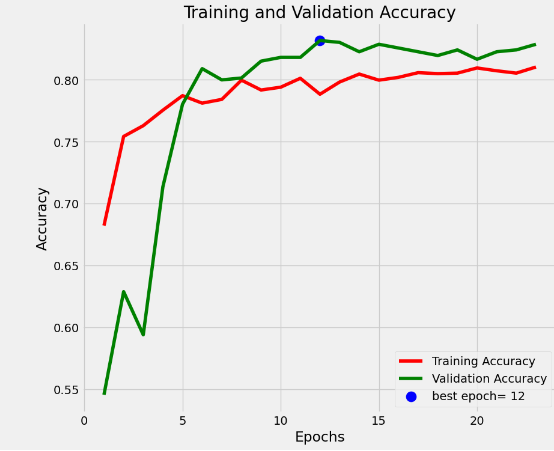 Training and Validation Accuracy
Accuracy
0.80
0.75
0.70
0.65
0.60
0.55
0
5
10
15
20
Epochs
Training Accuracy
Validation Accuracy
best epoch= 12